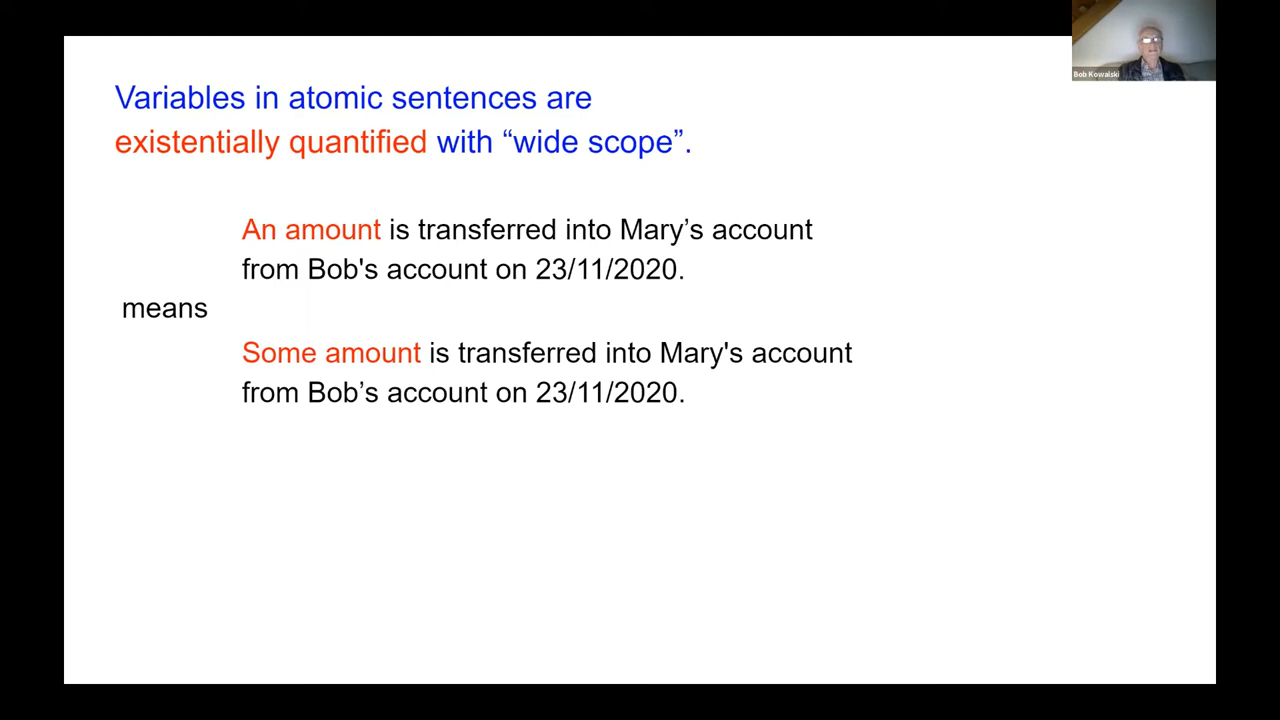 Bob Kowalski
Variables in atomic sentences are
existentially quantified with “wide scope”.
An amount is transferred into Mary’s account
from Bob's account on 23/11/2020.
means
Some amount is transferred into Mary's account
from Bob’s account on 23/11/2020.